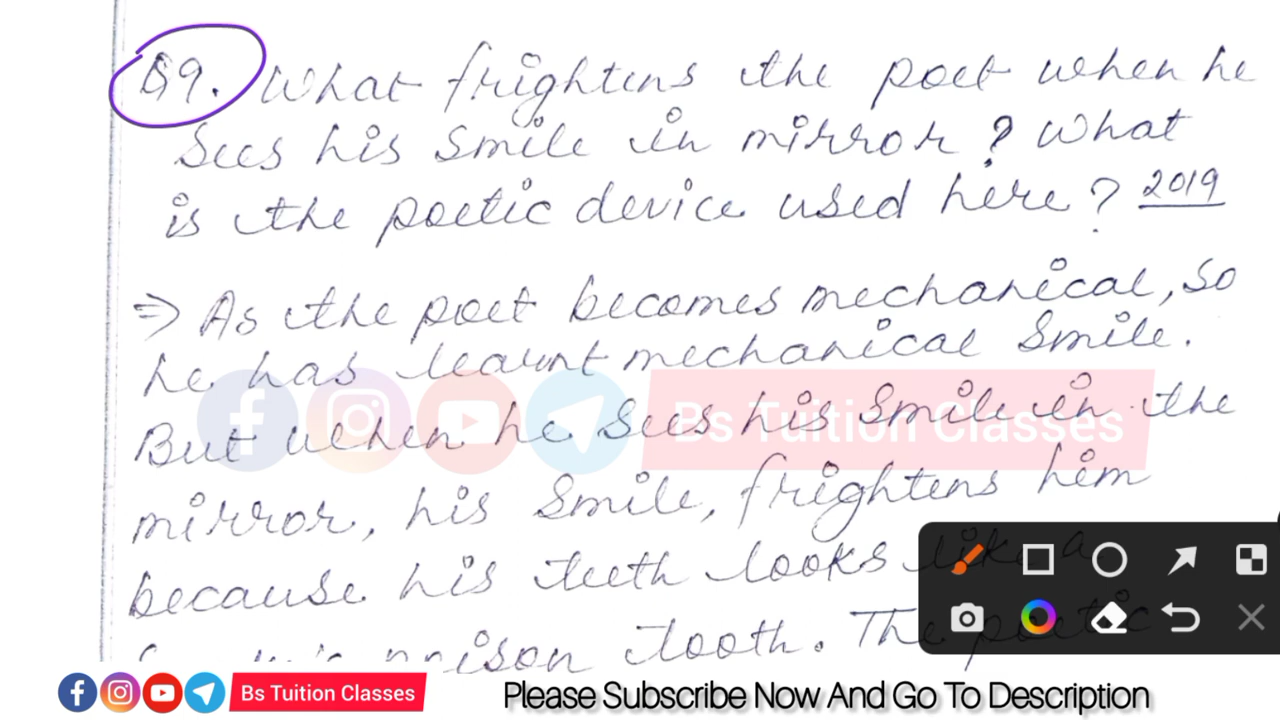 Q9. What frightens the poet when he
sees his smile in mirror? What
is the poetic device used here? 2019
⇒ As the poet becomes mechanical, so
he has learnt mechanical smile.
But when he sees his smile in the
mirror, his smile, frightens him
because his teeth looks like a
poison tooth. The poetic
Bs Tuition Classes
Bs Tuition Classes
Please Subscribe Now And Go To Description